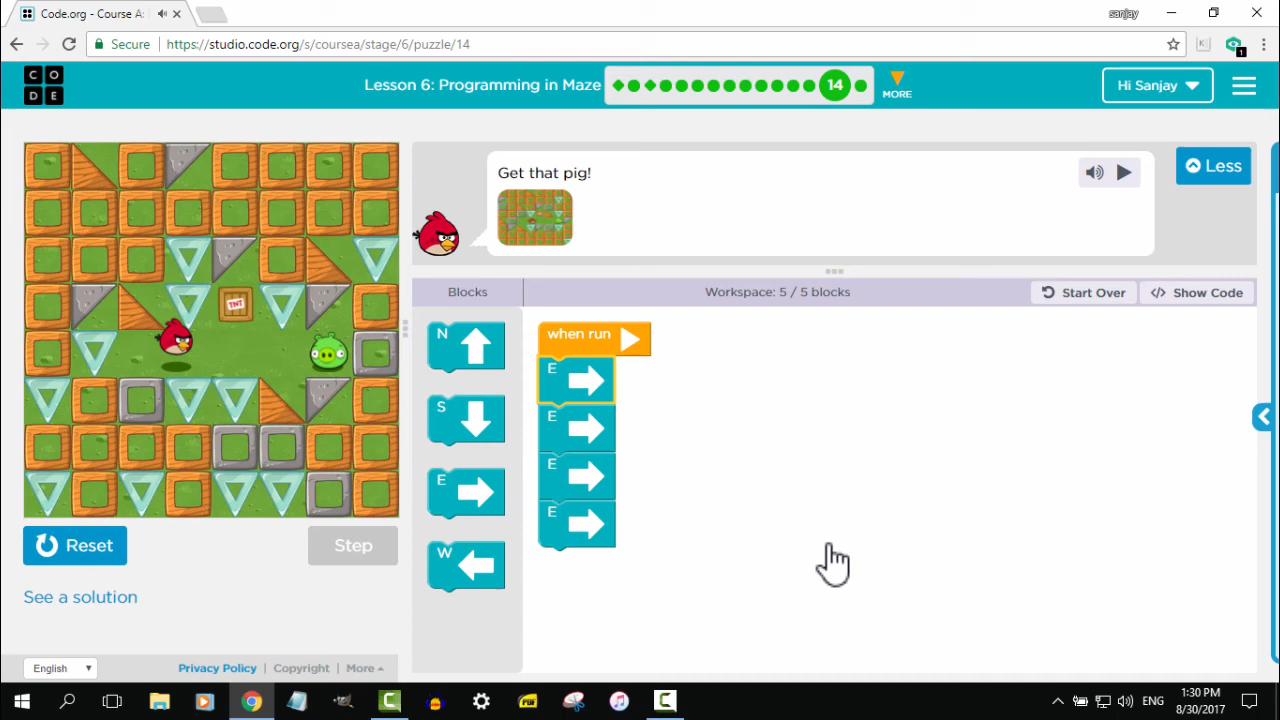 Code.org - Course A:
sanjay
Secure
https://studio.code.org/s/coursea/stage/6/puzzle/14
1
C O
D E
Lesson 6: Programming in Maze
14
MORE
Hi Sanjay
Get that pig!
Less
Blocks
Workspace: 5 / 5 blocks
Start Over
</> Show Code
TNT
N
S
E
W
when run
E
E
E
E
Reset
Step
See a solution
English
Privacy Policy | Copyright | More
ENG
1:30 PM
8/30/2017